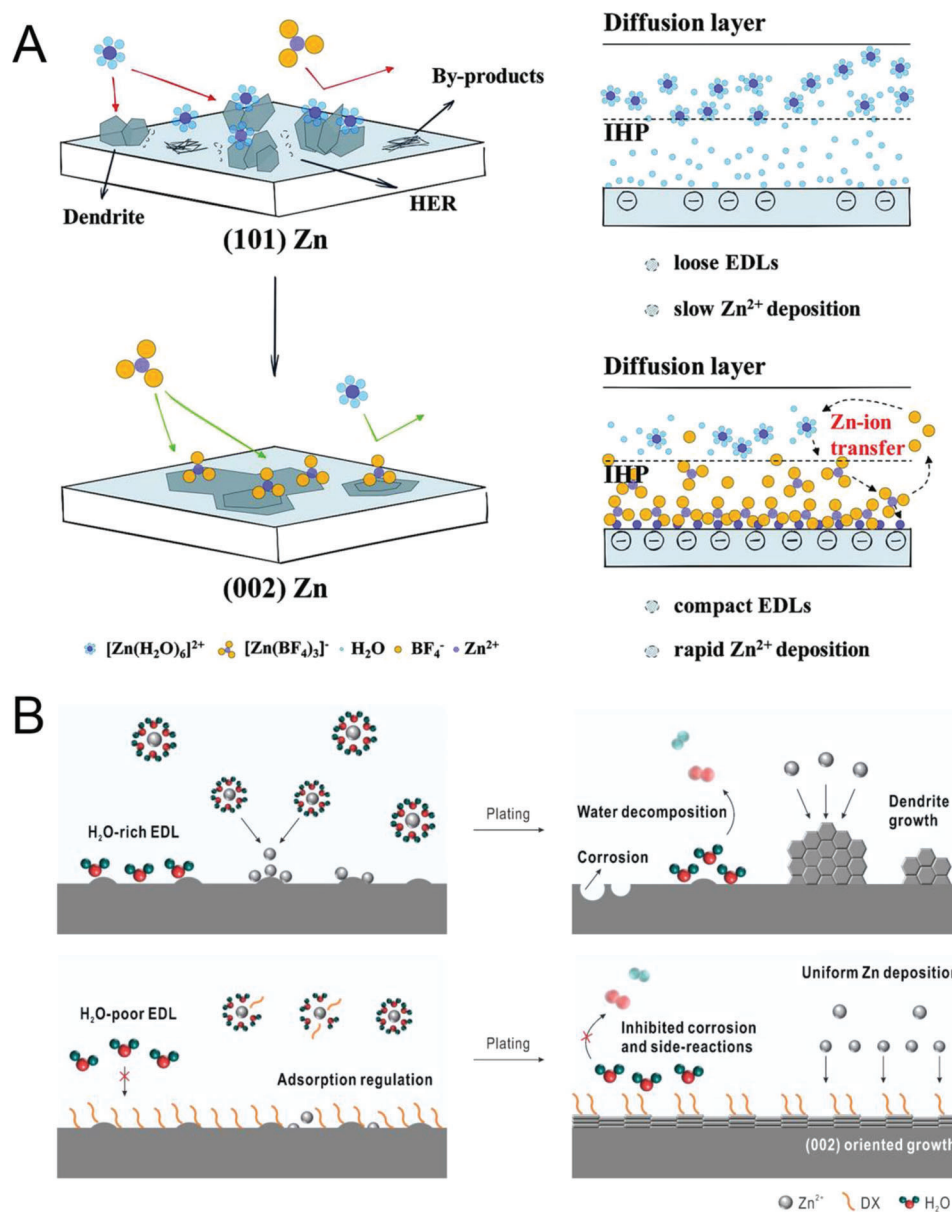 A
By-products
Dendrite
HER
(101) Zn
Diffusion layer
IHP
loose EDLs
slow Zn²⁺ deposition
(002) Zn
Diffusion layer
Zn-ion
transfer
IHP
compact EDLs
rapid Zn²⁺ deposition
[Zn(H₂O)₆]²⁺ [Zn(BF₄)₃]⁻ H₂O BF₄⁻ Zn²⁺
B
H₂O-rich EDL
Plating
Water decomposition
Corrosion
Dendrite
growth
H₂O-poor EDL
Adsorption regulation
Plating
Inhibited corrosion
and side-reactions
Uniform Zn deposition
(002) oriented growth
Zn²⁺ DX H₂O